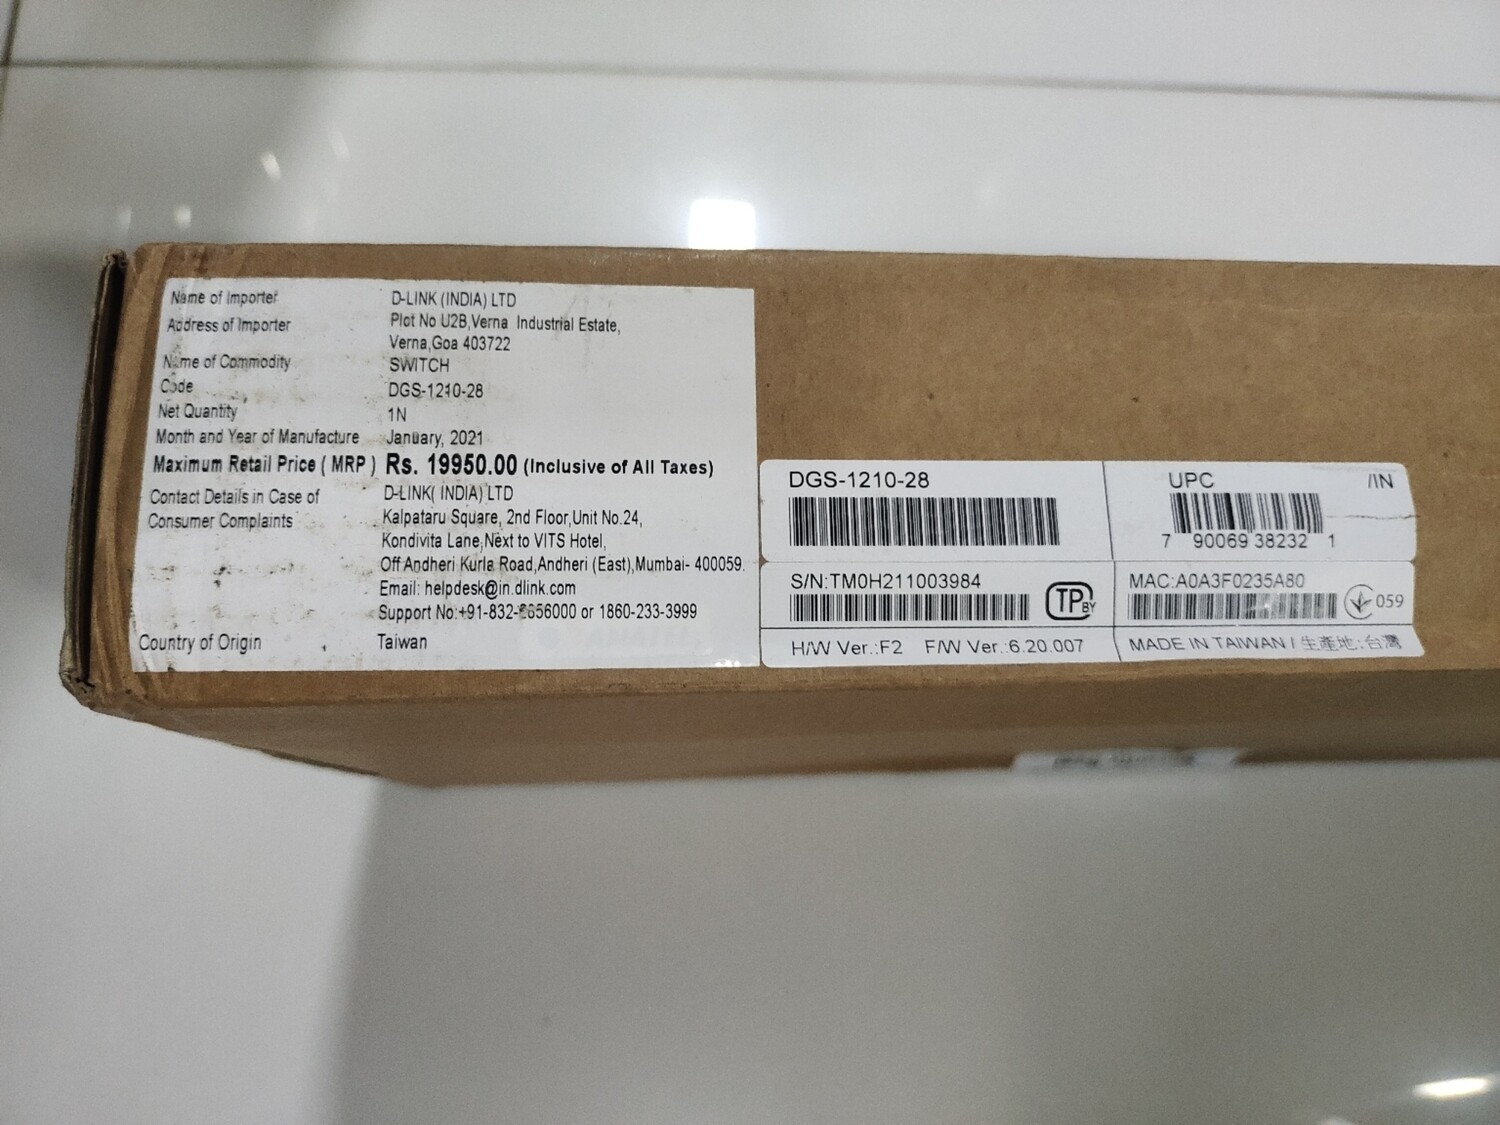 Name of Importer D-LINK (INDIA) LTD
Address of Importer Plot No U2B,Verna Industrial Estate,
Verna,Goa 403722
Name of Commodity SWITCH
Code DGS-1210-28
Net Quantity 1N
Month and Year of Manufacture January, 2021
Maximum Retail Price ( MRP ) Rs. 19950.00 (Inclusive of All Taxes)
Contact Details in Case of D-LINK( INDIA) LTD
Consumer Complaints Kalpataru Square, 2nd Floor,Unit No.24,
Kondivita Lane,Next to VITS Hotel,
Off Andheri Kurla Road,Andheri (East),Mumbai- 400059.
Email: helpdesk@in.dlink.com
Support No:+91-832- or 1860-233-3999
Country of Origin Taiwan
DGS-1210-28
UPC /IN
7 90069 38232 1
S/N:TM0H211003984
TP BY
MAC:A0A3F0235A80
059
H/W Ver.:F2 F/W Ver.:6.20.007
MADE IN TAIWAN / 生產地:台灣